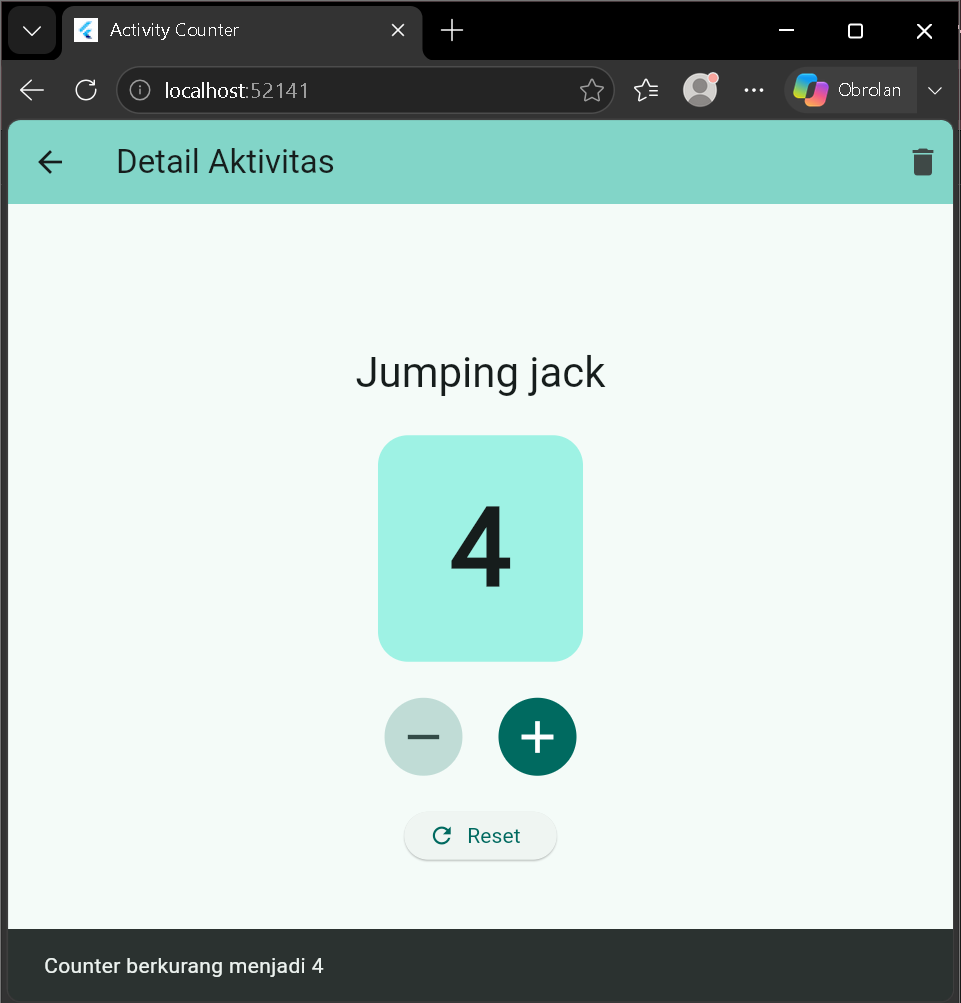 Activity Counter
localhost:52141
Obrolan
Detail Aktivitas
Jumping jack
4
Reset
Counter berkurang menjadi 4